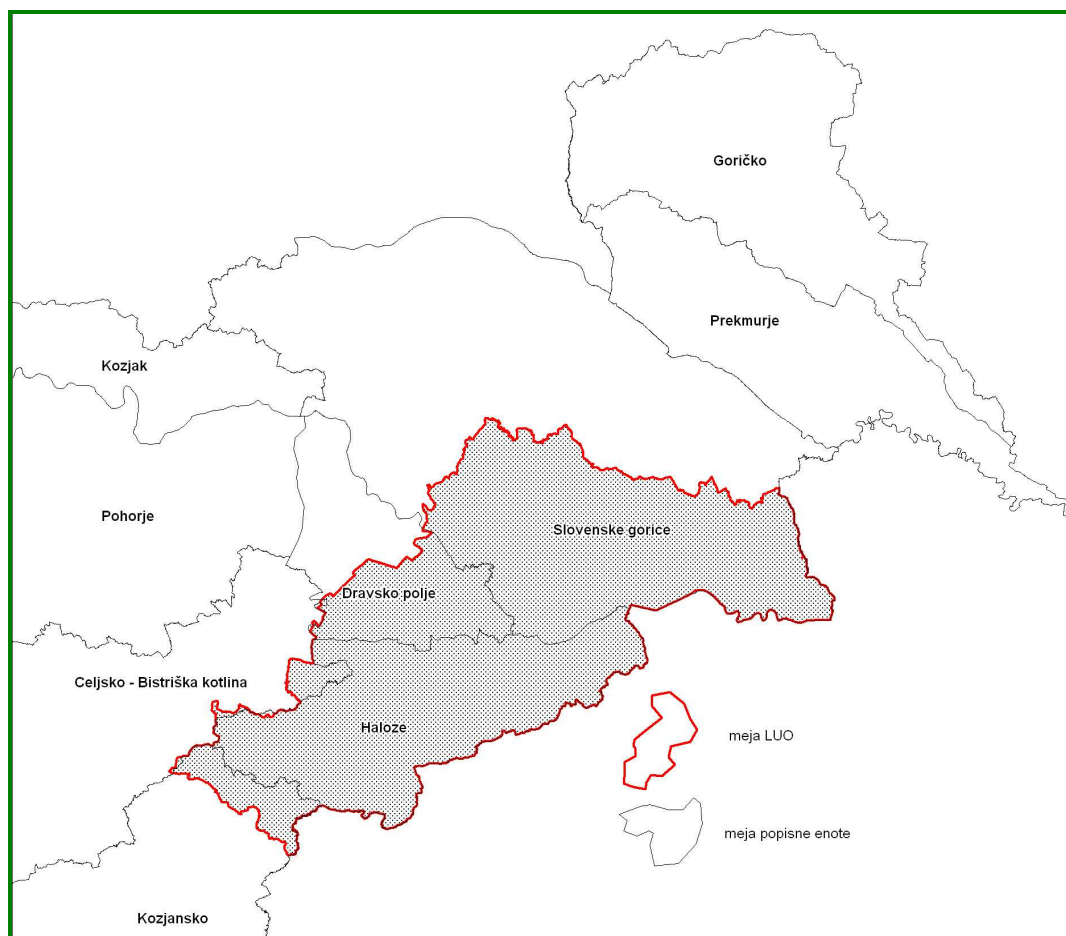 Goričko
Prekmurje
Kozjak
Pohorje
Slovenske gorice
Dravsko polje
Celjsko - Bistriška kotlina
Haloze
meja LUO
meja popisne enote
Kozjansko